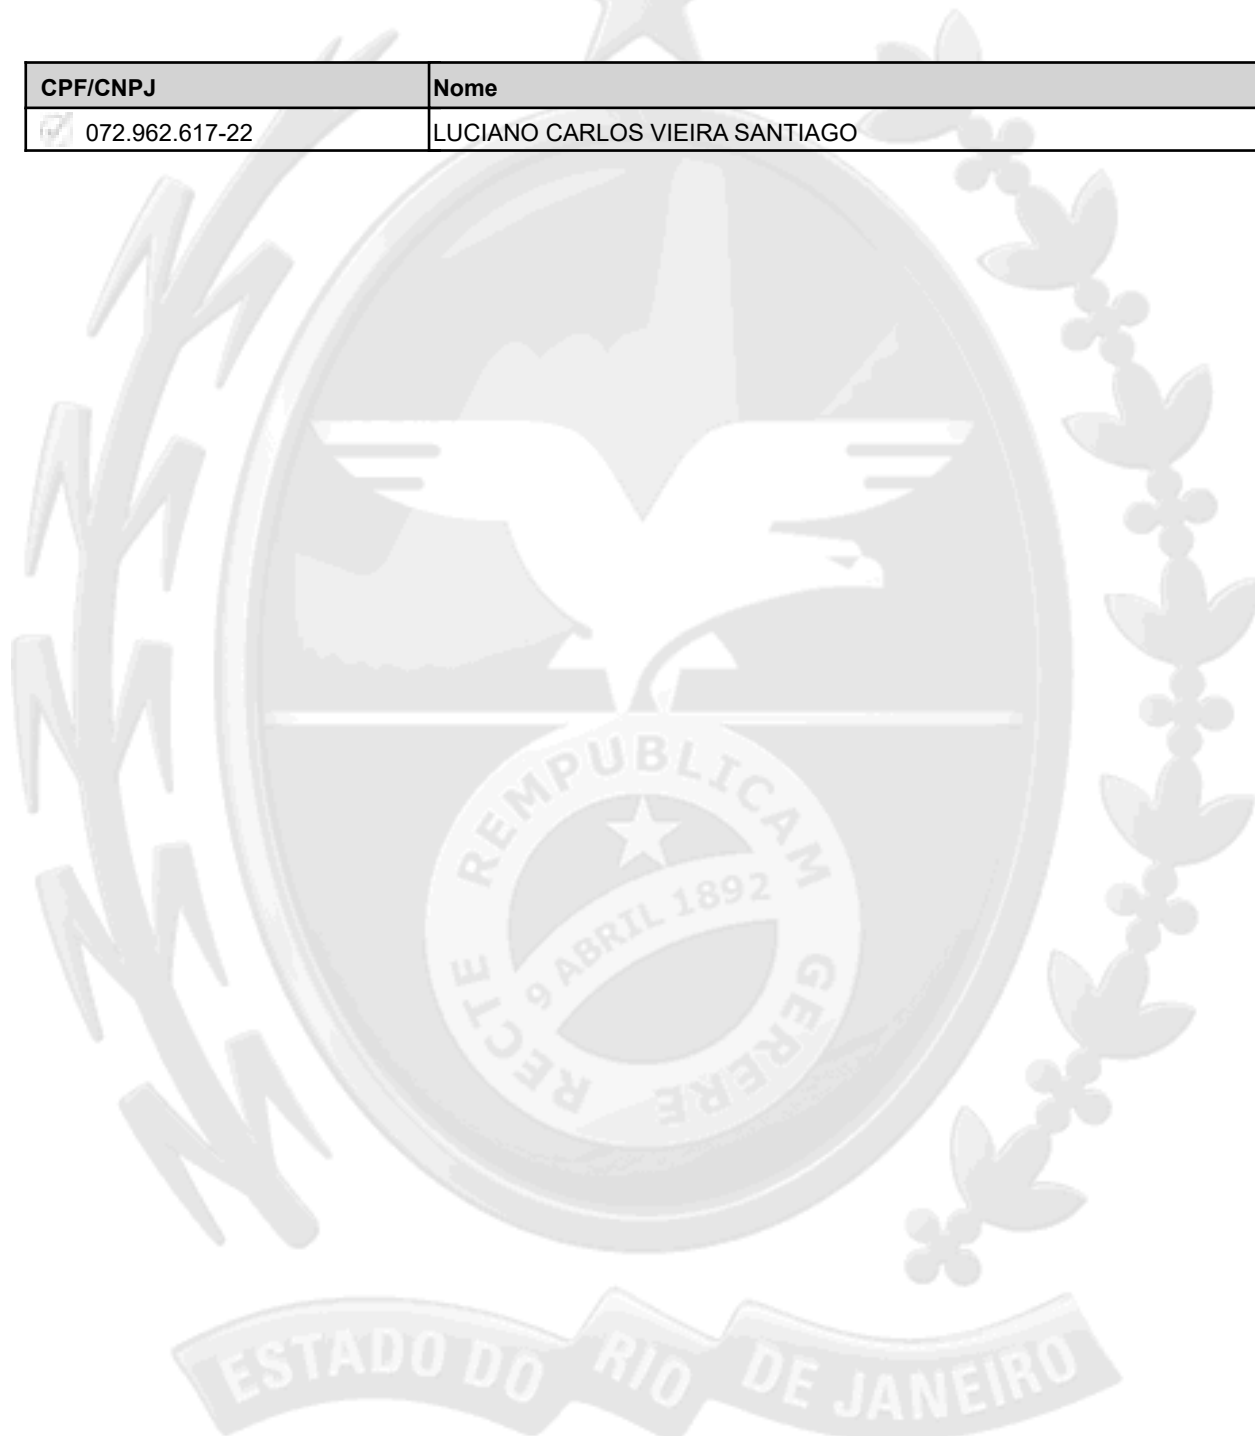 CPF/CNPJ Nome
072.962.617-22 LUCIANO CARLOS VIEIRA SANTIAGO
RECTE REMPUBLICAM GERERE
9 ABRIL 1892
ESTADO DO RIO DE JANEIRO